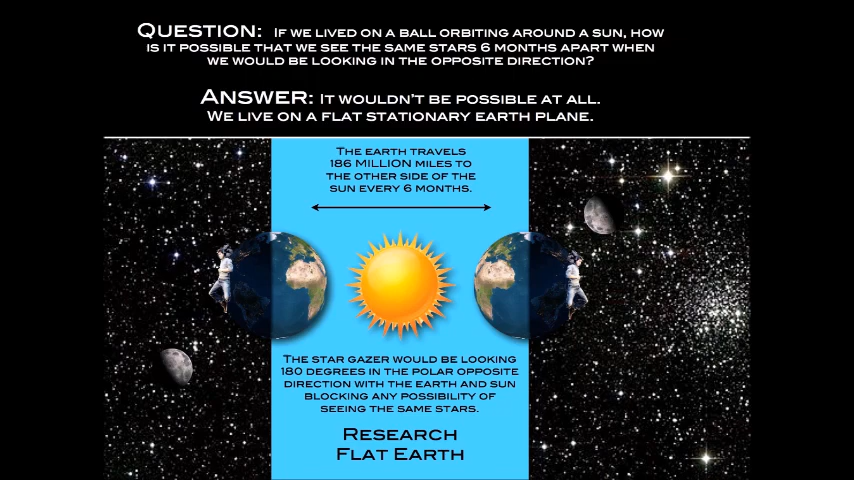 QUESTION: IF WE LIVED ON A BALL ORBITING AROUND A SUN, HOW
IS IT POSSIBLE THAT WE SEE THE SAME STARS 6 MONTHS APART WHEN
WE WOULD BE LOOKING IN THE OPPOSITE DIRECTION?
ANSWER: IT WOULDN'T BE POSSIBLE AT ALL.
WE LIVE ON A FLAT STATIONARY EARTH PLANE.
THE EARTH TRAVELS
186 MILLION MILES TO
THE OTHER SIDE OF THE
SUN EVERY 6 MONTHS.
THE STAR GAZER WOULD BE LOOKING
180 DEGREES IN THE POLAR OPPOSITE
DIRECTION WITH THE EARTH AND SUN
BLOCKING ANY POSSIBILITY OF
SEEING THE SAME STARS.
RESEARCH
FLAT EARTH